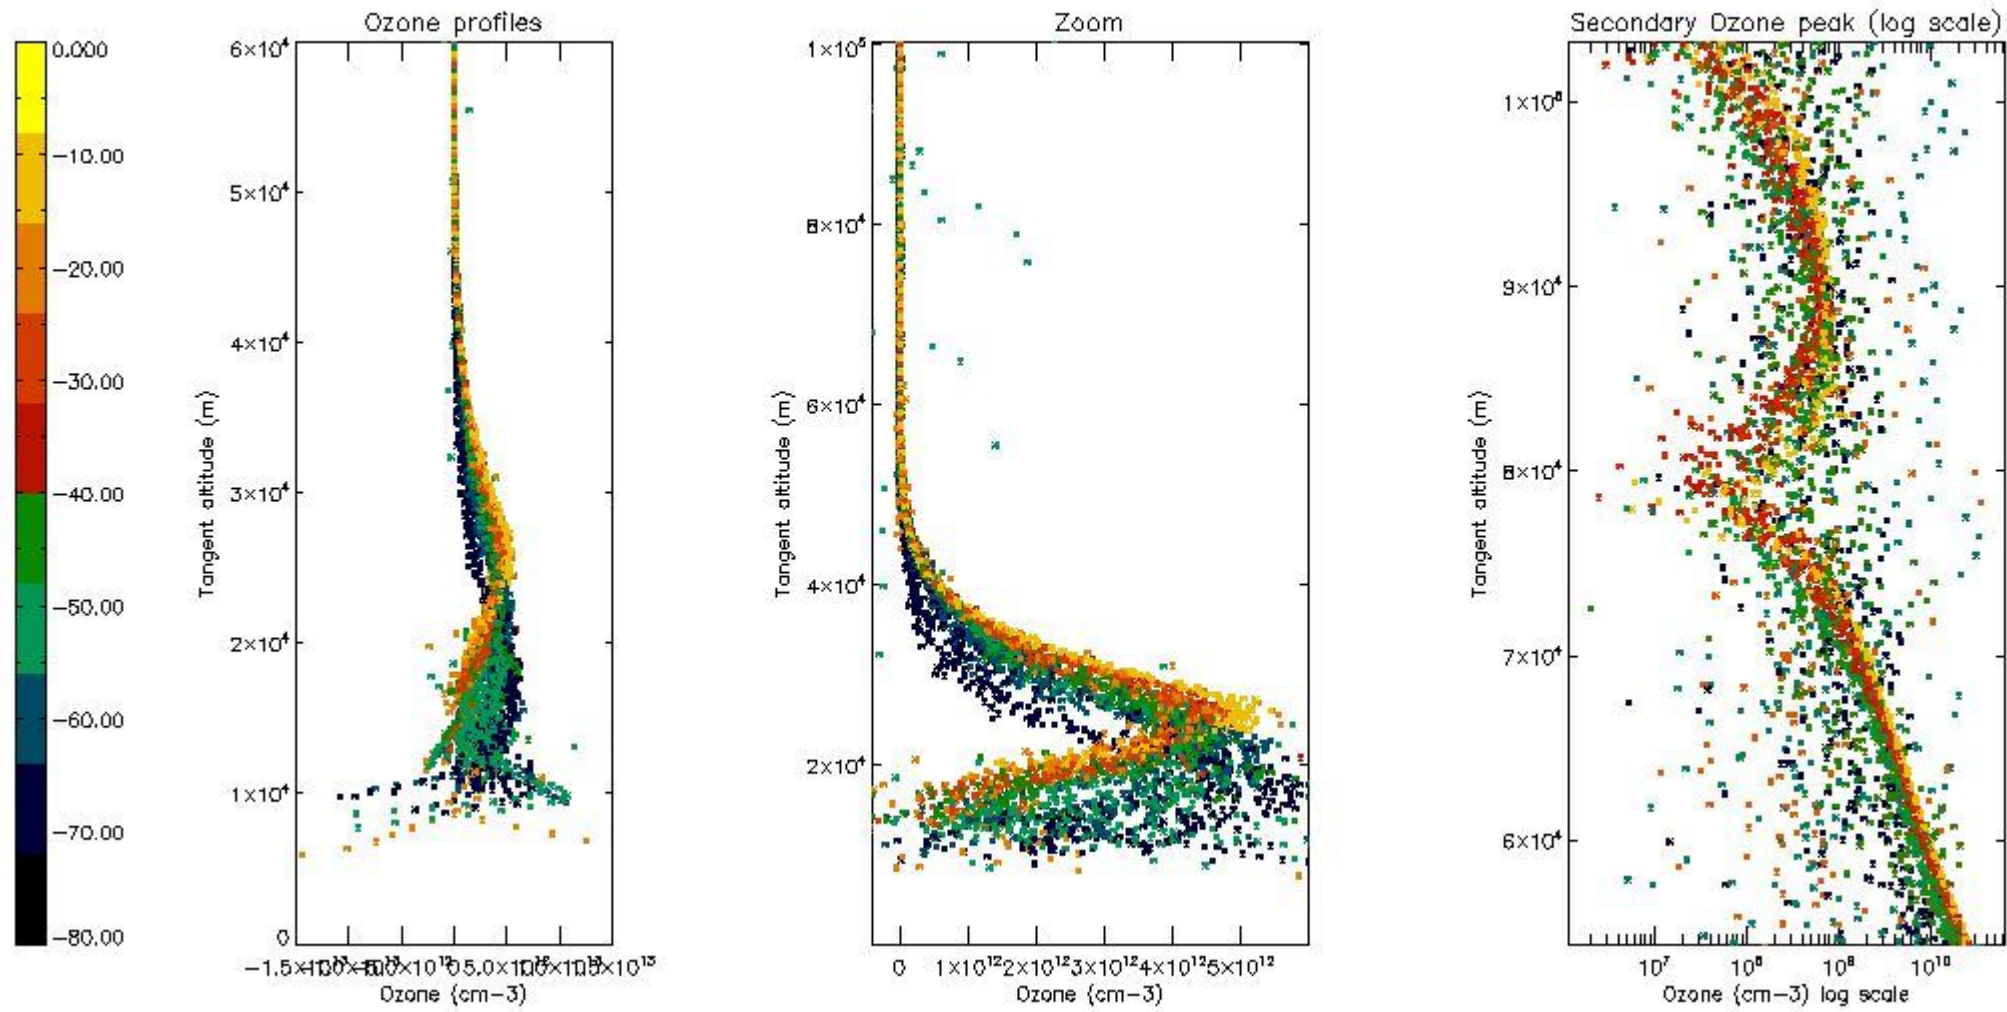 Ozone profiles
Zoom
Secondary Ozone peak (log scale)
0.000
−10.00
−20.00
−30.00
−40.00
−50.00
−60.00
−70.00
−80.00
6×10⁴
5×10⁴
4×10⁴
3×10⁴
2×10⁴
1×10⁴
0
Tangent altitude (m)
5.0×10¹²
Ozone (cm−3)
1×10⁵
8×10⁴
6×10⁴
4×10⁴
2×10⁴
Tangent altitude (m)
0 1×10¹² 2×10¹² 3×10¹² 4×10¹² 5×10¹²
Ozone (cm−3)
1×10⁵
9×10⁴
8×10⁴
7×10⁴
6×10⁴
Tangent altitude (m)
10⁷ 10⁸ 10⁹ 10¹⁰
Ozone (cm−3) log scale